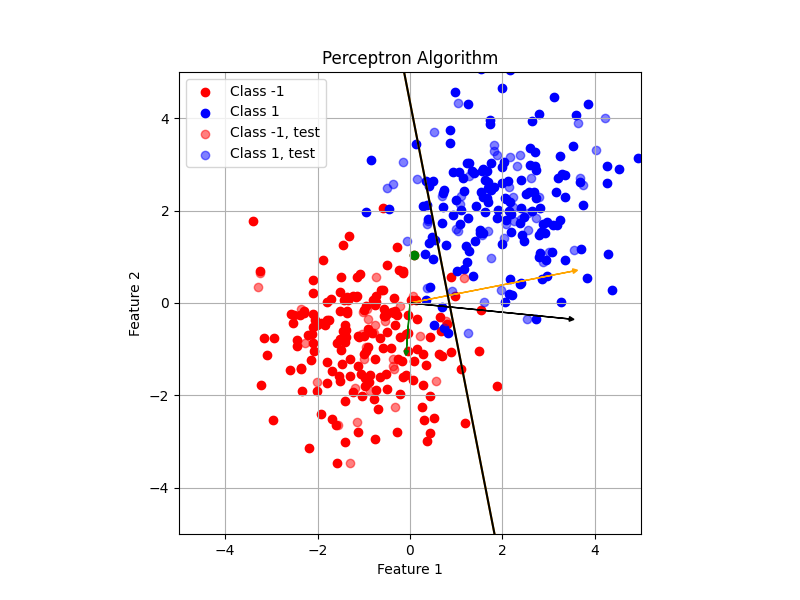 Perceptron Algorithm
Class -1
Class 1
Class -1, test
Class 1, test
Feature 2
4
2
0
−2
−4
−4
−2
0
2
4
Feature 1